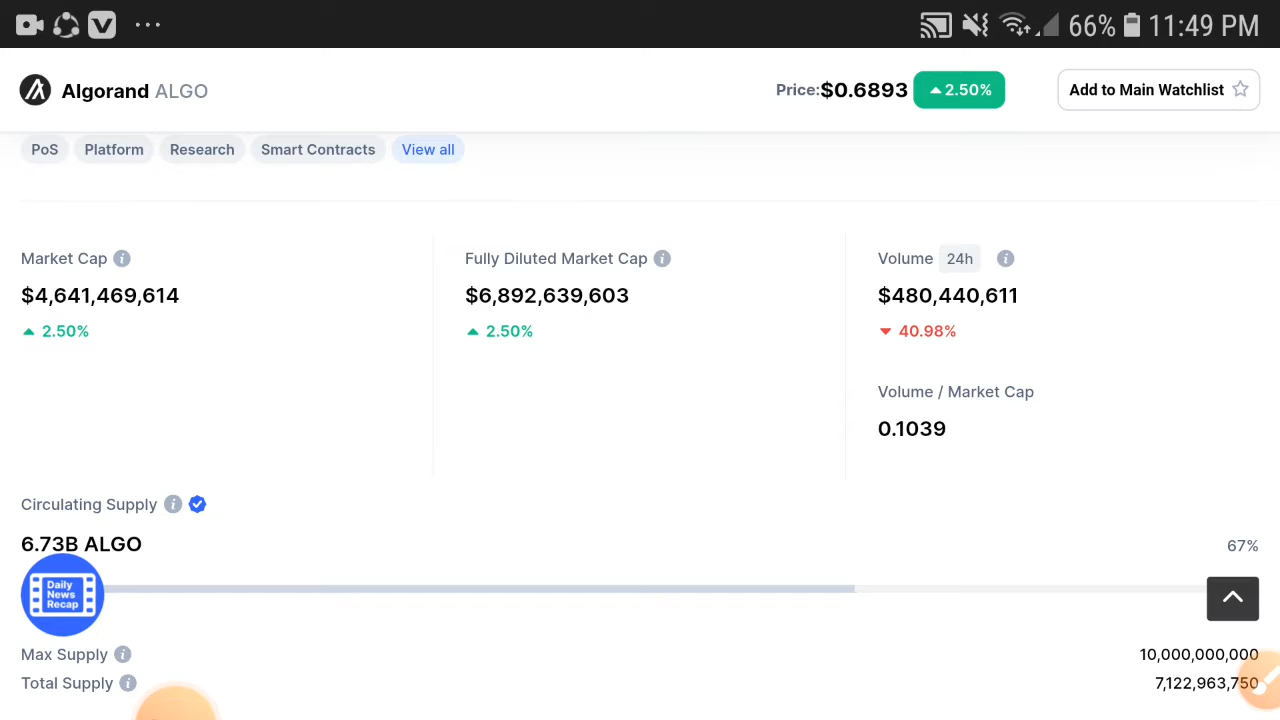 66% 11:49 PM
Algorand ALGO
Price:$0.6893 2.50%
Add to Main Watchlist
PoS Platform Research Smart Contracts View all
Market Cap
$4,641,469,614
2.50%
Fully Diluted Market Cap
$6,892,639,603
2.50%
Volume 24h
$480,440,611
40.98%
Volume / Market Cap
0.1039
Circulating Supply
6.73B ALGO
67%
Daily
News
Recap
Max Supply 10,000,000,000
Total Supply 7,122,963,750